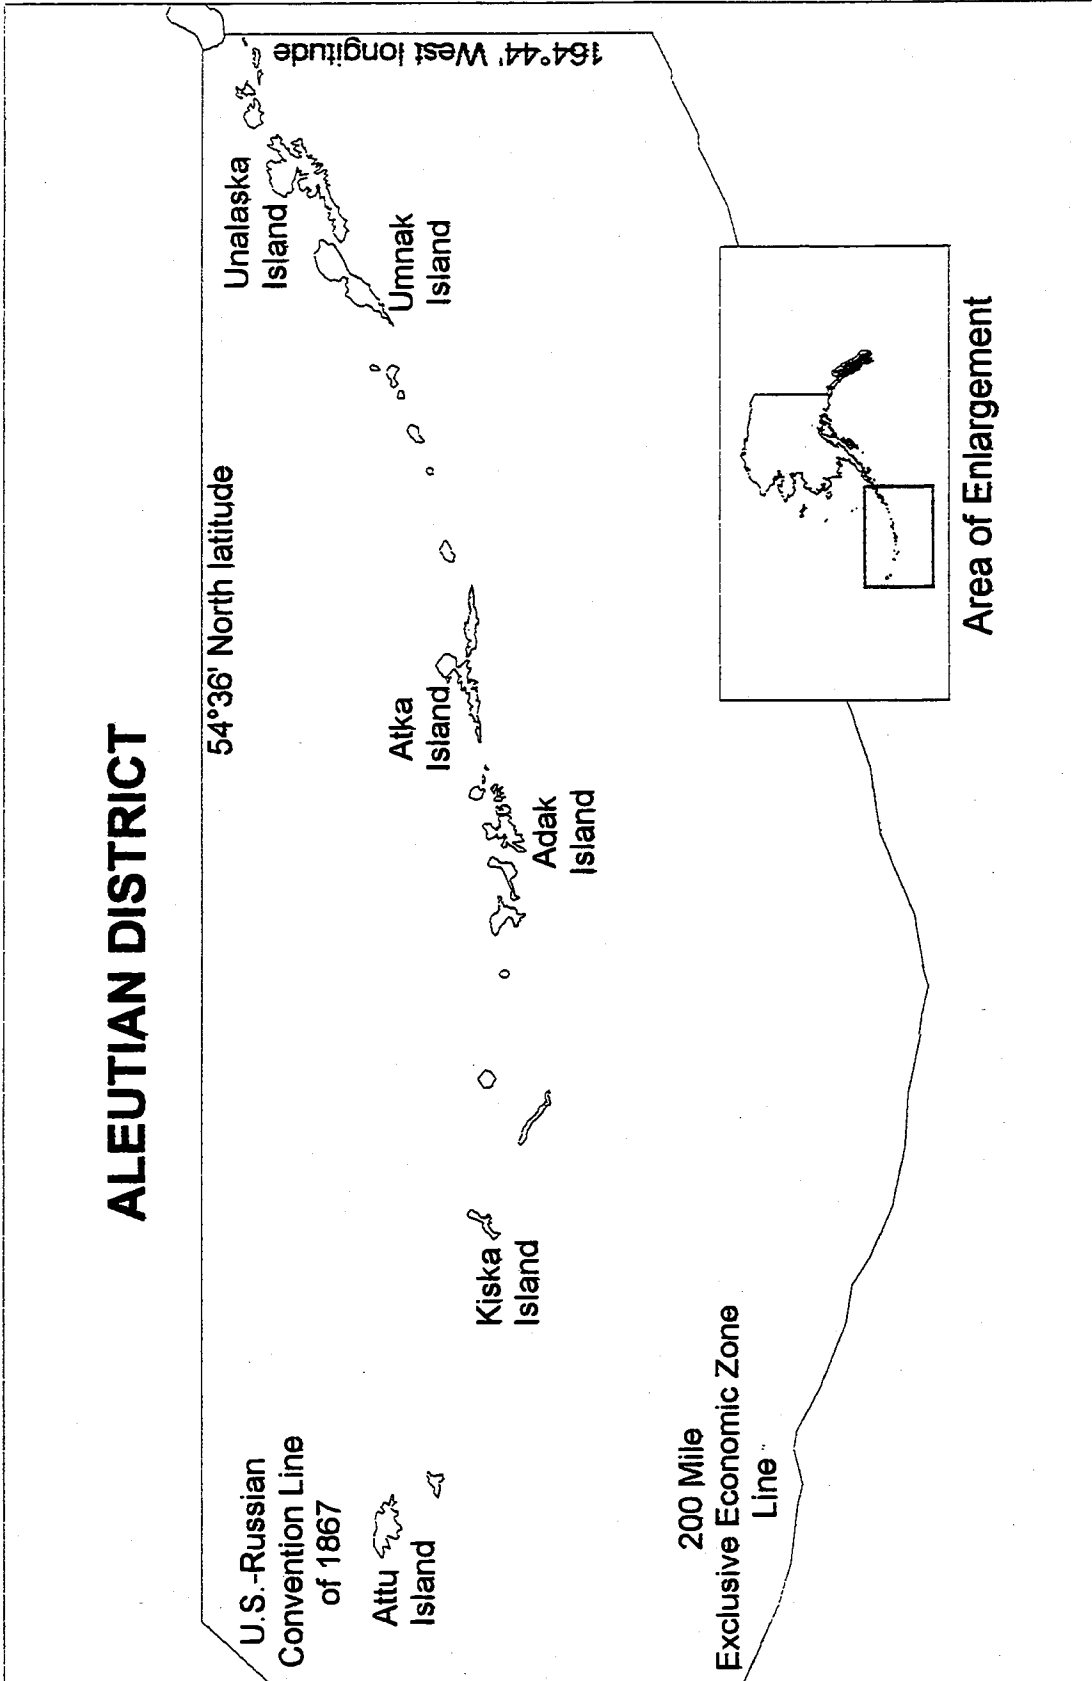 ALEUTIAN DISTRICT
54°36' North latitude
164°44' West longitude
U.S.-Russian
Convention Line
of 1867
Attu
Island
Kiska
Island
Adak
Island
Atka
Island
Umnak
Island
Unalaska
Island
200 Mile
Exclusive Economic Zone
Line
Area of Enlargement